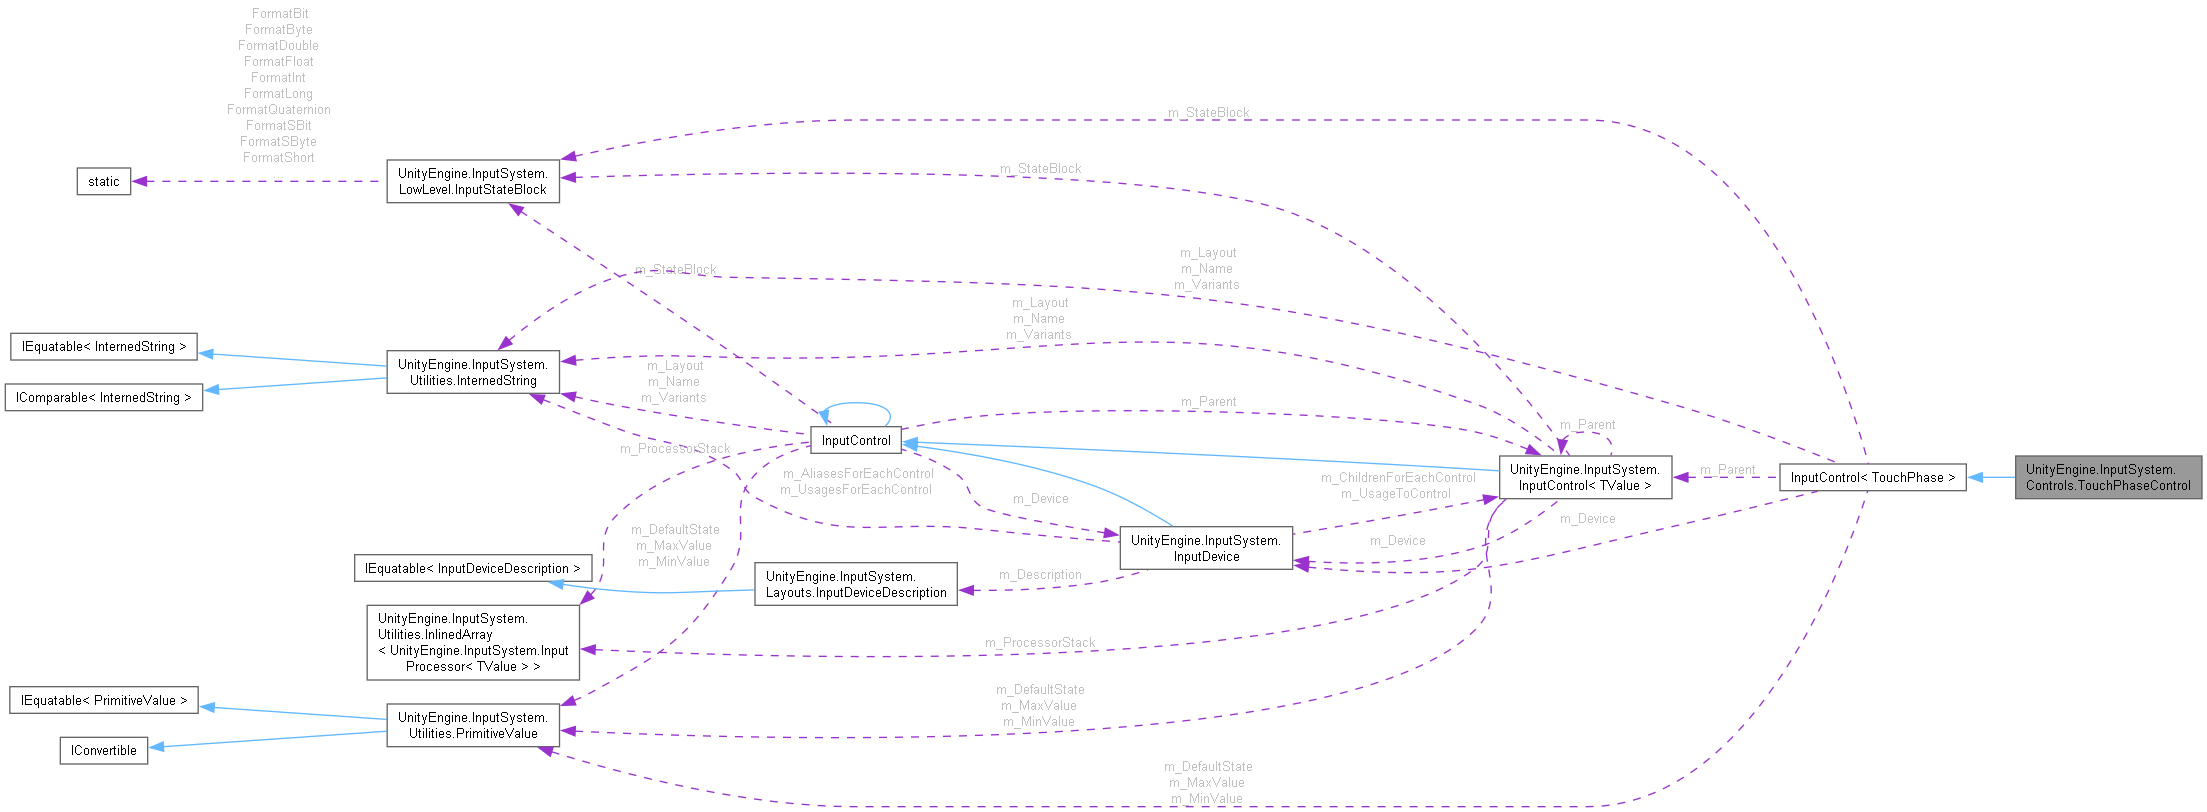 FormatBit
FormatByte
FormatDouble
FormatFloat
FormatInt
FormatLong
FormatQuaternion
FormatSBit
FormatSByte
FormatShort
...
static
UnityEngine.InputSystem.
LowLevel.InputStateBlock
m_StateBlock
m_StateBlock
m_StateBlock
m_Layout
m_Name
m_Variants
m_Layout
m_Name
m_Variants
m_Layout
m_Name
m_Variants
IEquatable< InternedString >
IComparable< InternedString >
UnityEngine.InputSystem.
Utilities.InternedString
m_ProcessorStack
InputControl
m_Parent
m_Parent
m_Parent
m_AliasesForEachControl
m_UsagesForEachControl
m_Device
m_ChildrenForEachControl
m_UsageToControl
UnityEngine.InputSystem.
InputControl< TValue >
InputControl< TouchPhase >
UnityEngine.InputSystem.
Controls.TouchPhaseControl
m_Device
m_Device
UnityEngine.InputSystem.
InputDevice
m_DefaultState
m_MaxValue
m_MinValue
m_Description
IEquatable< InputDeviceDescription >
UnityEngine.InputSystem.
Layouts.InputDeviceDescription
UnityEngine.InputSystem.
Utilities.InlinedArray
< UnityEngine.InputSystem.Input
Processor< TValue > >
m_ProcessorStack
IEquatable< PrimitiveValue >
IConvertible
UnityEngine.InputSystem.
Utilities.PrimitiveValue
m_DefaultState
m_MaxValue
m_MinValue
m_DefaultState
m_MaxValue
m_MinValue